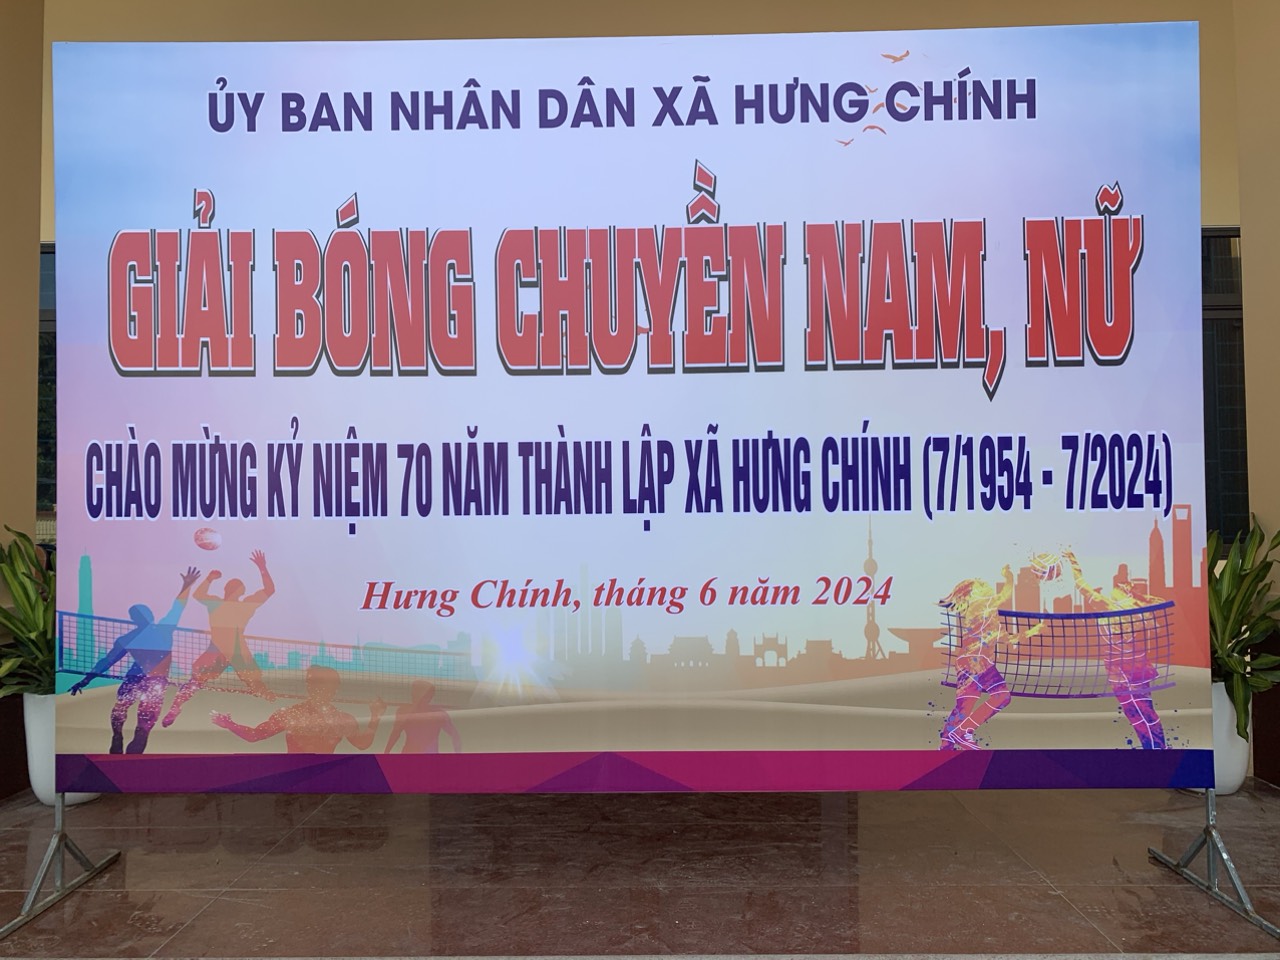 ỦY BAN NHÂN DÂN XÃ HƯNG CHÍNH
GIẢI BÓNG CHUYỀN NAM, NỮ
CHÀO MỪNG KỶ NIỆM 70 NĂM THÀNH LẬP XÃ HƯNG CHÍNH (7/1954 - 7/2024)
Hưng Chính, tháng 6 năm 2024